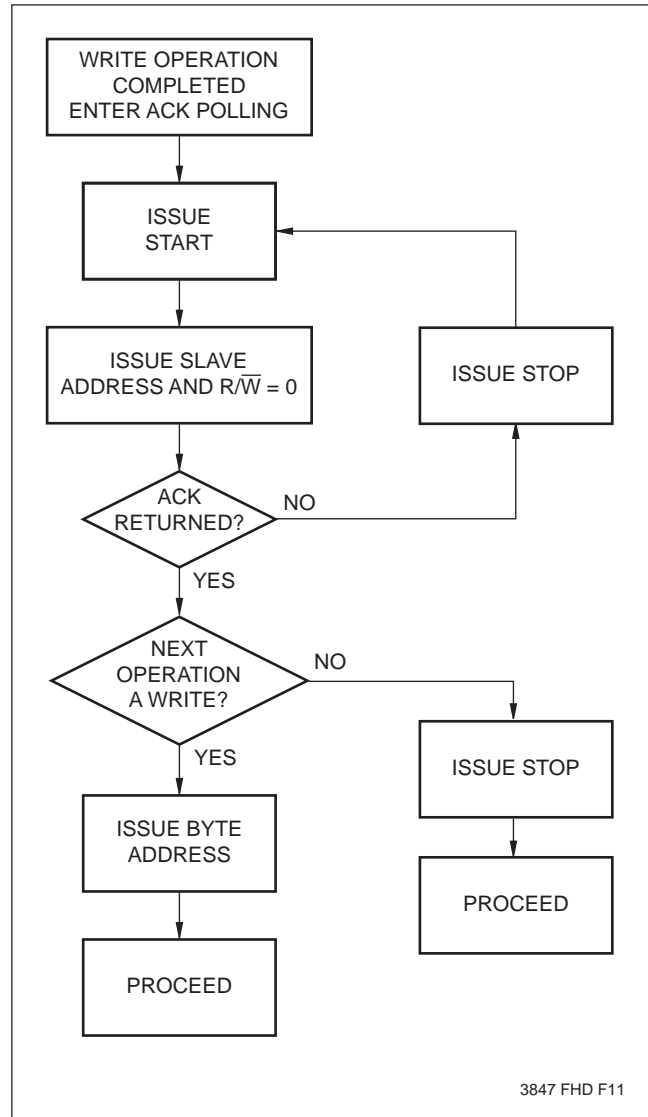 WRITE OPERATION
COMPLETED
ENTER ACK POLLING
ISSUE
START
ISSUE SLAVE
ADDRESS AND R/W̅ = 0
ISSUE STOP
ACK
RETURNED?
NO
YES
NEXT
OPERATION
A WRITE?
NO
YES
ISSUE STOP
ISSUE BYTE
ADDRESS
PROCEED
PROCEED
3847 FHD F11